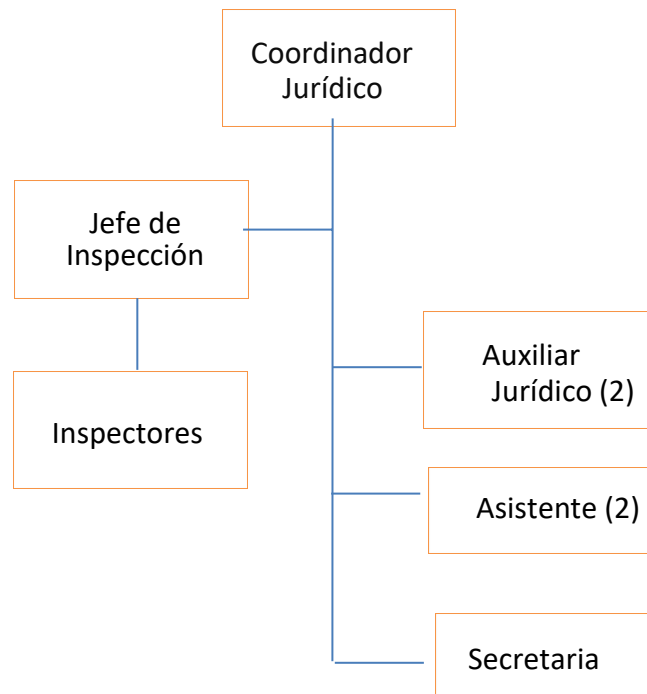 Coordinador
Jurídico
Jefe de
Inspección
Inspectores
Auxiliar
Jurídico (2)
Asistente (2)
Secretaria